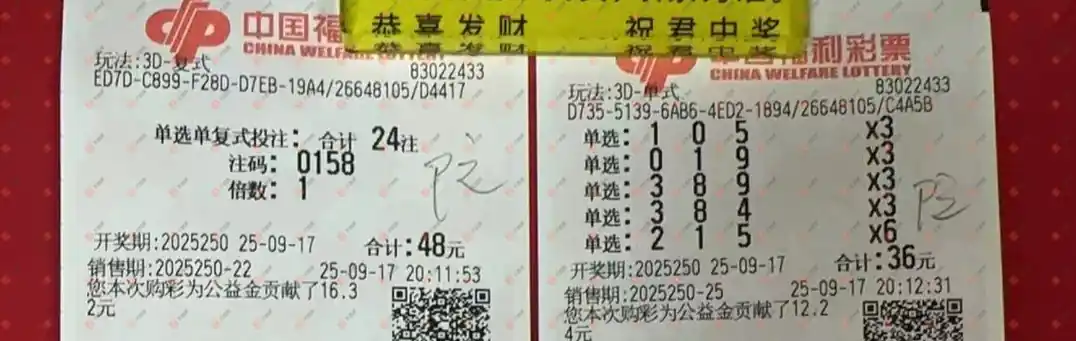 恭喜发财 祝君中奖
中国福
CHINA WELFARE LOTTERY
玩法:3D-复式
83022433
ED7D-C899-F28D-D7EB-19A4/26648105/D4417
单选单复式投注: 合计 24注
注码: 0158
倍数: 1
开奖期:2025250 25-09-17 合计:48元
销售期:2025250-22 25-09-17 20:11:53
您本次购彩为公益金贡献了16.3
2元
福利彩票
CHINA WELFARE LOTTERY
玩法:3D-单式
83022433
D735-5139-6AB6-4ED2-1894/26648105/C4A5B
单选: 1 0 5 x3
单选: 0 1 9 x3
单选: 3 8 9 x3
单选: 3 8 4 x3
单选: 2 1 5 x6
开奖期:2025250 25-09-17 合计:36元
销售期:2025250-25 25-09-17 20:12:31
您本次购彩为公益金贡献了12.2
4元